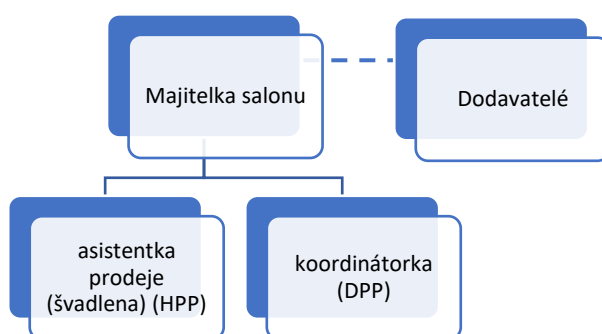 Majitelka salonu
Dodavatelé
asistentka
prodeje
(švadlena) (HPP)
koordinátorka
(DPP)